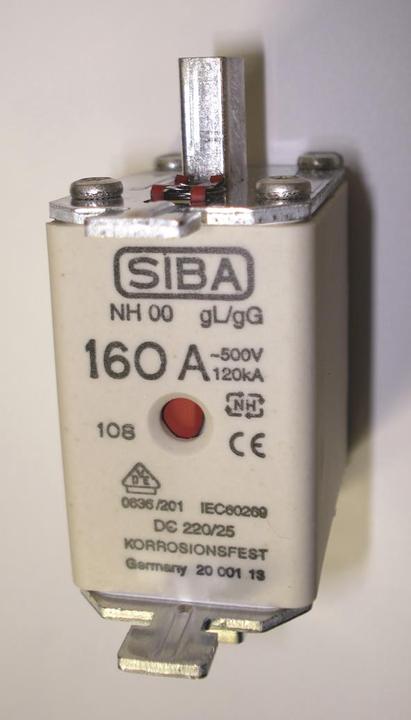 SIBA
NH 00 gL/gG
160 A ~500V
120kA
NH
108
CE
VDE
0636/201 IEC60269
DC 220/25
KORROSIONSFEST
Germany 20 001 13